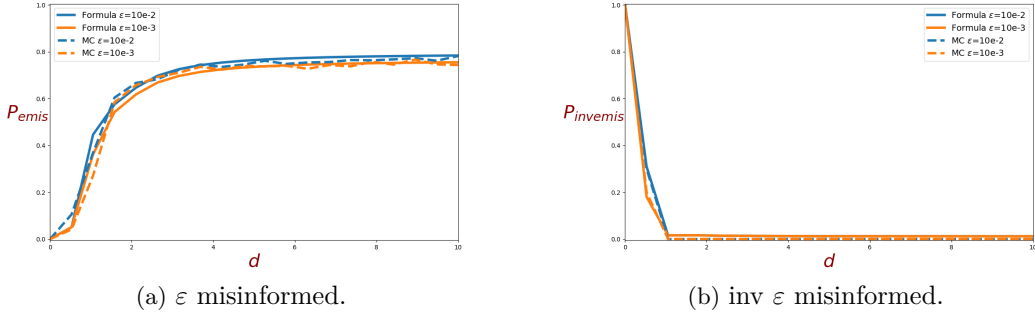 Formula ε=10e-2
Formula ε=10e-3
MC ε=10e-2
MC ε=10e-3
1.0
0.8
0.6
0.4
0.2
0.0
P_emis
0 2 4 6 8 10
d
(a) ε misinformed.
Formula ε=10e-2
Formula ε=10e-3
MC ε=10e-2
MC ε=10e-3
1.0
0.8
0.6
0.4
0.2
0.0
P_invemis
0 2 4 6 8 10
d
(b) inv ε misinformed.